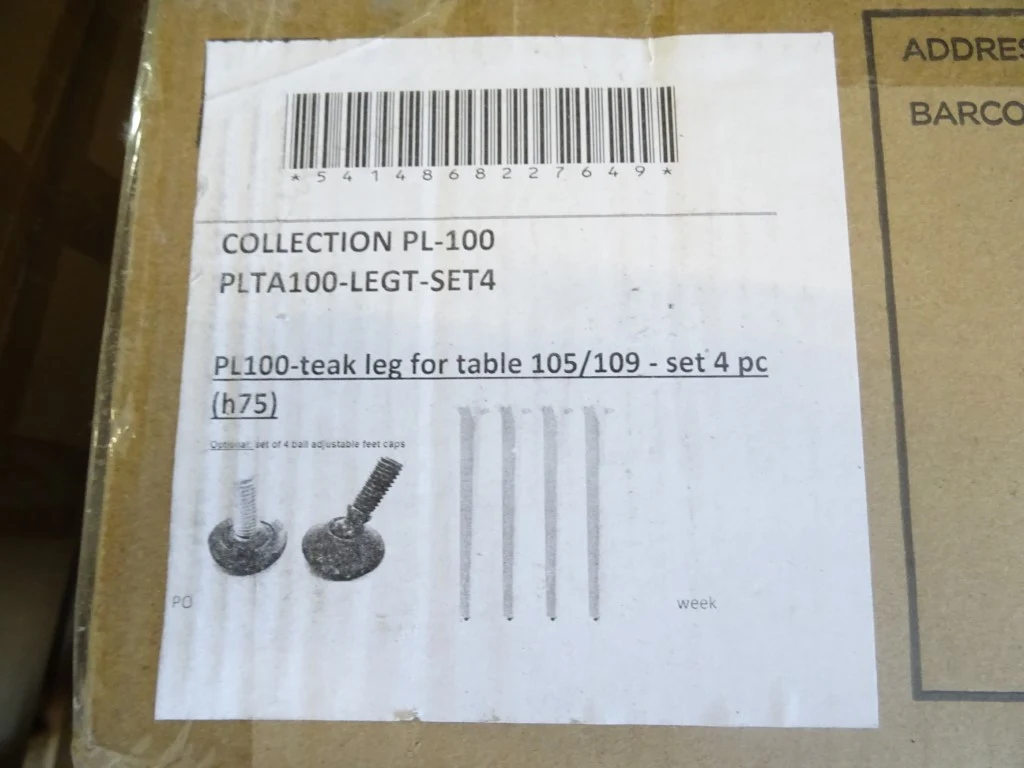 ADDRES
BARCO
*5414868227649*
COLLECTION PL-100
PLTA100-LEGT-SET4
PL100-teak leg for table 105/109 - set 4 pc
(h75)
Optional: set of 4 ball adjustable feet caps
PO
week